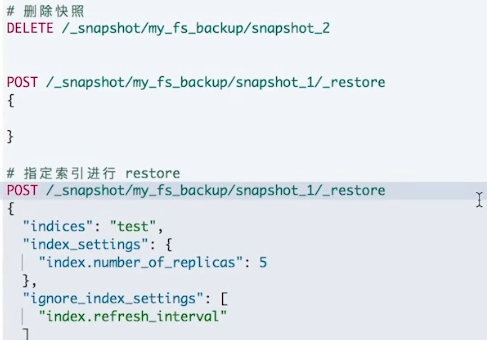 # 删除快照
DELETE /_snapshot/my_fs_backup/snapshot_2
POST /_snapshot/my_fs_backup/snapshot_1/_restore
{
}
# 指定索引进行 restore
POST /_snapshot/my_fs_backup/snapshot_1/_restore
{
"indices": "test",
"index_settings": {
"index.number_of_replicas": 5
},
"ignore_index_settings": [
"index.refresh_interval"
]